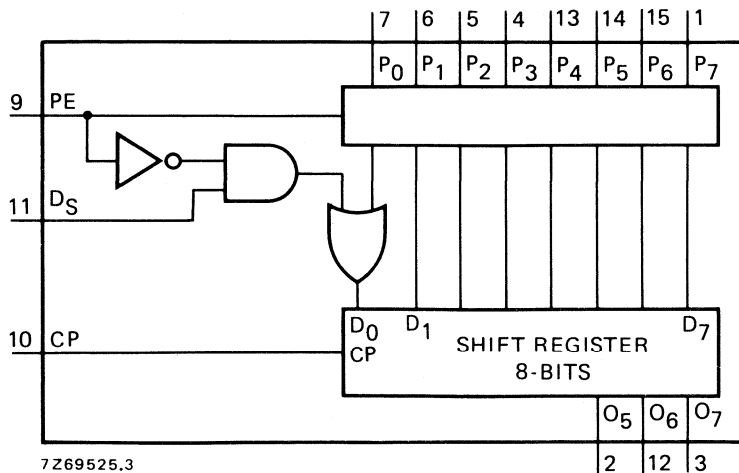 7 6 5 4 13 14 15 1
P0 P1 P2 P3 P4 P5 P6 P7
9 PE
11 DS
D0 D1 D7
10 CP CP SHIFT REGISTER
8-BITS
O5 O6 O7
7Z69525.3 2 12 3